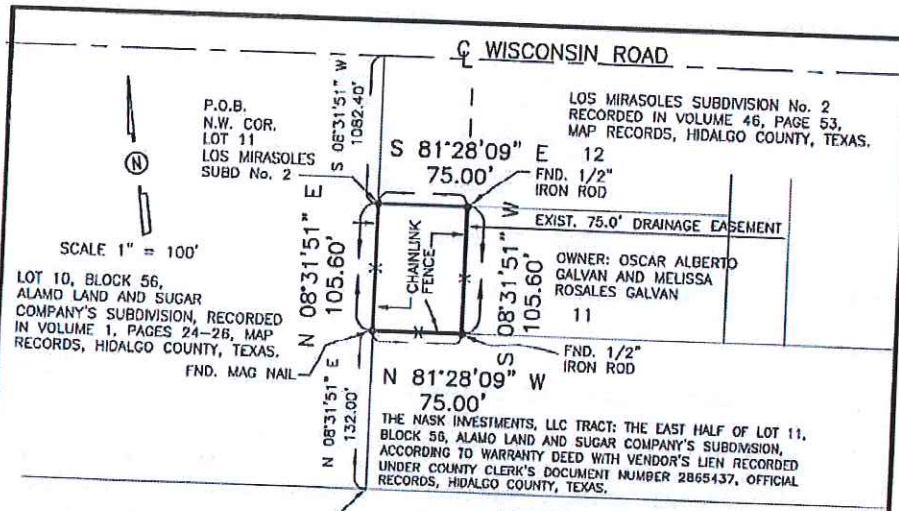 ℄ WISCONSIN ROAD
P.O.B.
N.W. COR.
LOT 11
LOS MIRASOLES
SUBD No. 2
S 08°31'51" W
1082.40'
LOS MIRASOLES SUBDIVISION No. 2
RECORDED IN VOLUME 46, PAGE 53,
MAP RECORDS, HIDALGO COUNTY, TEXAS.
S 81°28'09" E
75.00'
12
FND. 1/2"
IRON ROD
N
SCALE 1" = 100'
EXIST. 75.0' DRAINAGE EASEMENT
N 08°31'51" E
105.60'
CHAINLINK
FENCE
S 08°31'51" W
105.60'
OWNER: OSCAR ALBERTO
GALVAN AND MELISSA
ROSALES GALVAN
11
LOT 10, BLOCK 56,
ALAMO LAND AND SUGAR
COMPANY'S SUBDIVISION, RECORDED
IN VOLUME 1, PAGES 24-26, MAP
RECORDS, HIDALGO COUNTY, TEXAS.
FND. MAG NAIL
FND. 1/2"
IRON ROD
N 81°28'09" W
75.00'
N 08°31'51" E
132.00'
THE NASK INVESTMENTS, LLC TRACT: THE EAST HALF OF LOT 11,
BLOCK 56, ALAMO LAND AND SUGAR COMPANY'S SUBDIVISION,
ACCORDING TO WARRANTY DEED WITH VENDOR'S LIEN RECORDED
UNDER COUNTY CLERK'S DOCUMENT NUMBER 2865437, OFFICIAL
RECORDS, HIDALGO COUNTY, TEXAS.